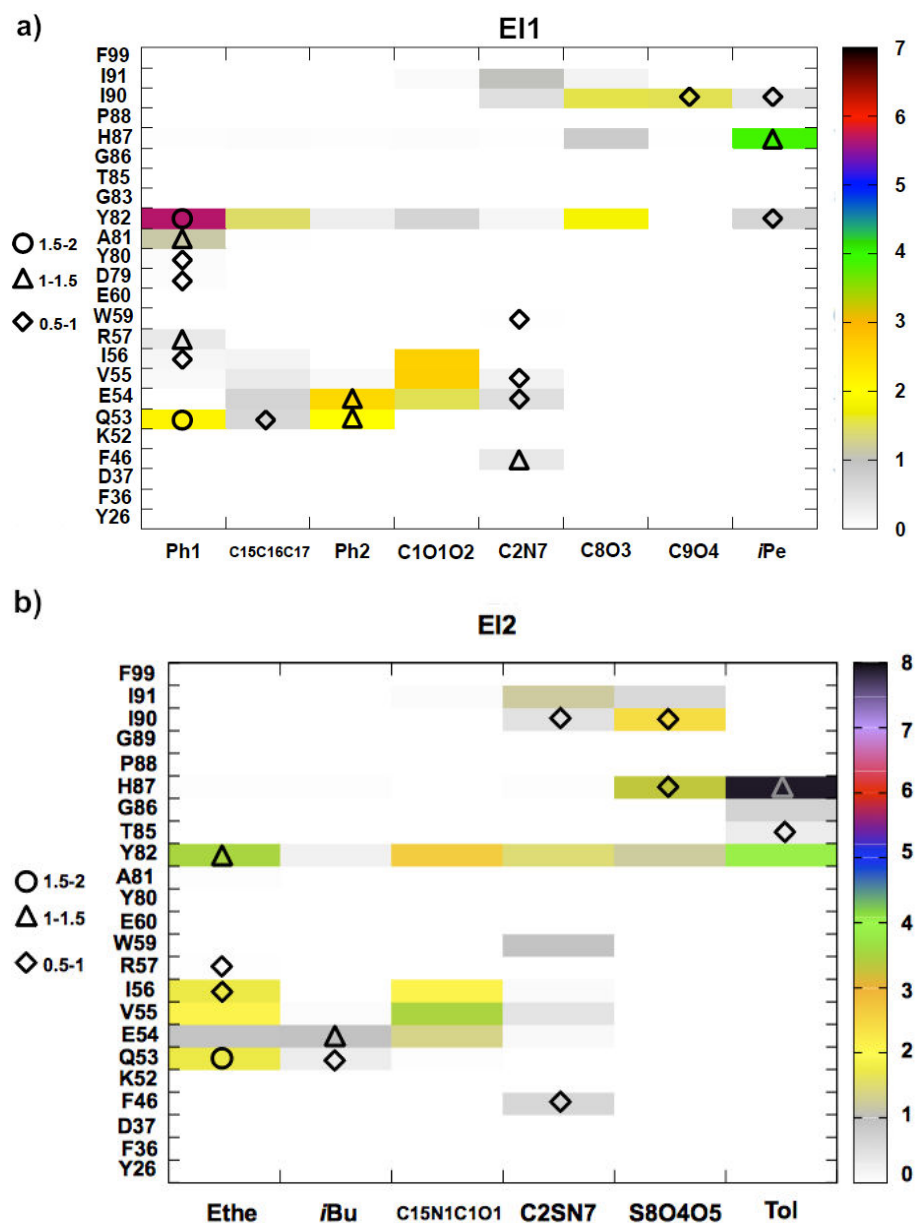 a)
EI1
F99
I91
I90
P88
H87
G86
T85
G83
Y82
A81
Y80
D79
E60
W59
R57
I56
V55
E54
Q53
K52
F46
D37
F36
Y26
1.5-2
1-1.5
0.5-1
7
6
5
4
3
2
1
0
Ph1 C15C16C17 Ph2 C1O1O2 C2N7 C8O3 C9O4 iPe
b)
EI2
F99
I91
I90
G89
P88
H87
G86
T85
Y82
A81
Y80
E60
W59
R57
I56
V55
E54
Q53
K52
F46
D37
F36
Y26
1.5-2
1-1.5
0.5-1
8
7
6
5
4
3
2
1
0
Ethe iBu C15N1C1O1 C2SN7 S8O4O5 Tol